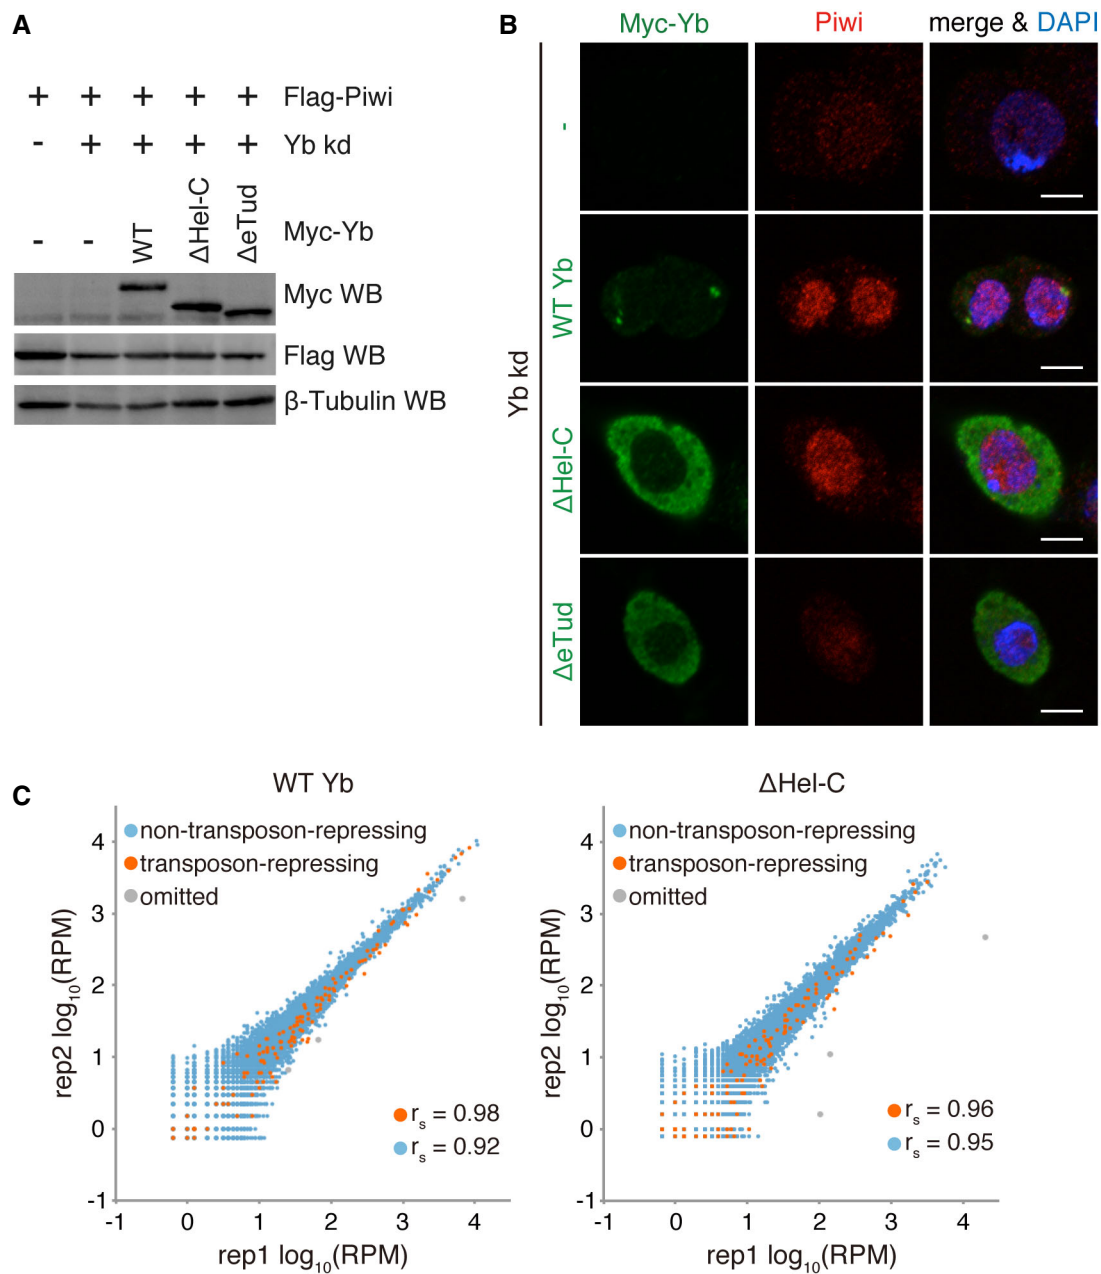 A
+ + + + + Flag-Piwi
- + + + + Yb kd
- - WT ΔHel-C ΔeTud Myc-Yb
Myc WB
Flag WB
β-Tubulin WB
B
Myc-Yb Piwi merge & DAPI
Yb kd
-
WT Yb
ΔHel-C
ΔeTud
C
WT Yb
non-transposon-repressing
transposon-repressing
omitted
rep2 log10(RPM)
4
3
2
1
0
-1
rs = 0.98
rs = 0.92
-1 0 1 2 3 4
rep1 log10(RPM)
ΔHel-C
non-transposon-repressing
transposon-repressing
omitted
rep2 log10(RPM)
4
3
2
1
0
-1
rs = 0.96
rs = 0.95
-1 0 1 2 3 4
rep1 log10(RPM)